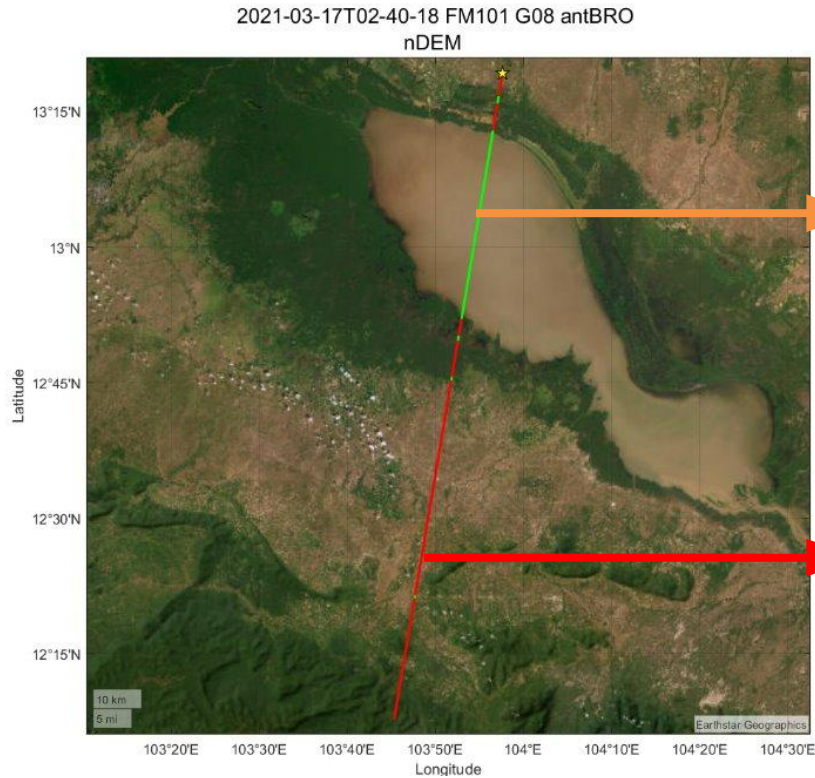 2021-03-17T02-40-18 FM101 G08 antBRO
nDEM
Latitude
13°15'N
13°N
12°45'N
12°30'N
12°15'N
10 km
5 mi
Earthstar Geographics
103°20'E 103°30'E 103°40'E 103°50'E 104°E 104°10'E 104°20'E 104°30'E
Longitude